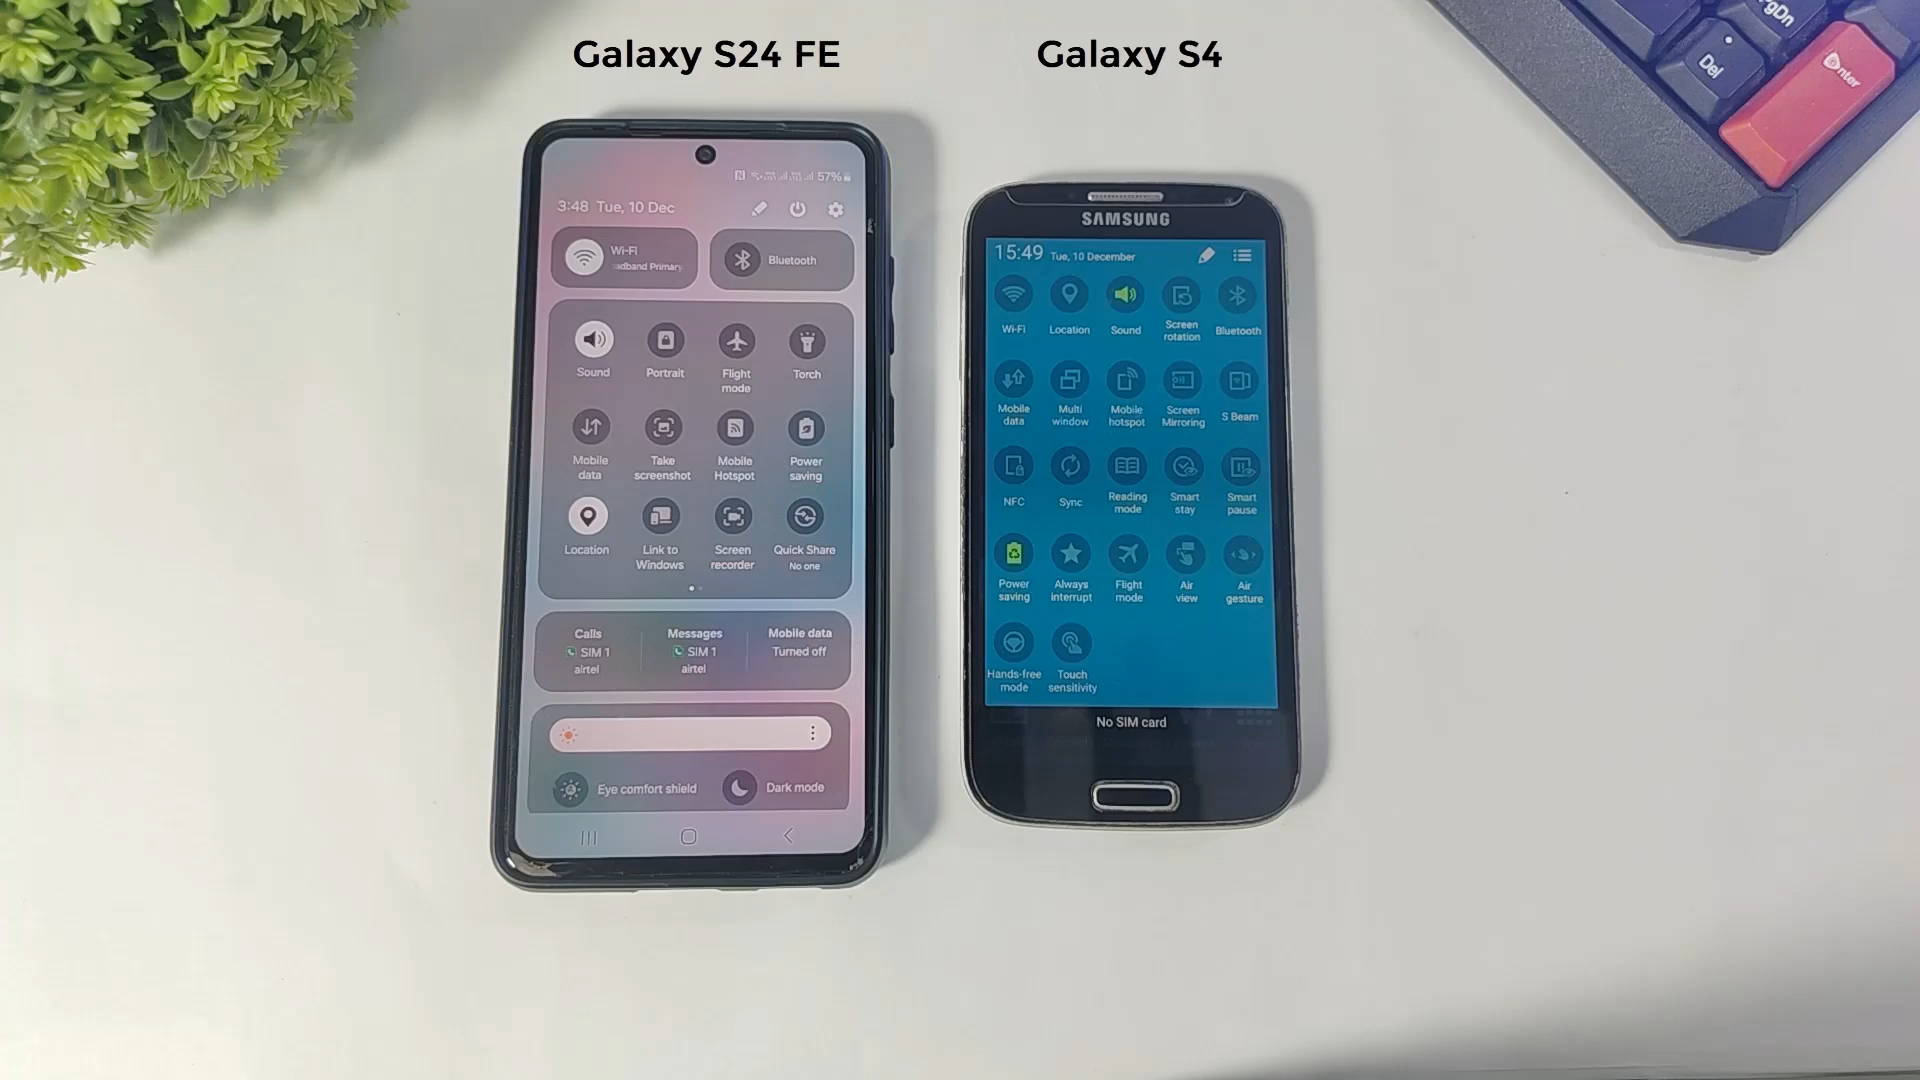 Galaxy S24 FE
Galaxy S4
57%
3:48 Tue, 10 Dec
Wi-Fi
adband Primary
Bluetooth
Sound
Portrait
Flight
mode
Torch
Mobile
data
Take
screenshot
Mobile
Hotspot
Power
saving
Location
Link to
Windows
Screen
recorder
Quick Share
No one
Calls
SIM 1
airtel
Messages
SIM 1
airtel
Mobile data
Turned off
Eye comfort shield
Dark mode
SAMSUNG
15:49 Tue, 10 December
Wi-Fi
Location
Sound
Screen
rotation
Bluetooth
Mobile
data
Multi
window
Mobile
hotspot
Screen
Mirroring
S Beam
NFC
Sync
Reading
mode
Smart
stay
Smart
pause
Power
saving
Always
interrupt
Flight
mode
Air
view
Air
gesture
Hands-free
mode
Touch
sensitivity
No SIM card
PgDn
Del
Enter